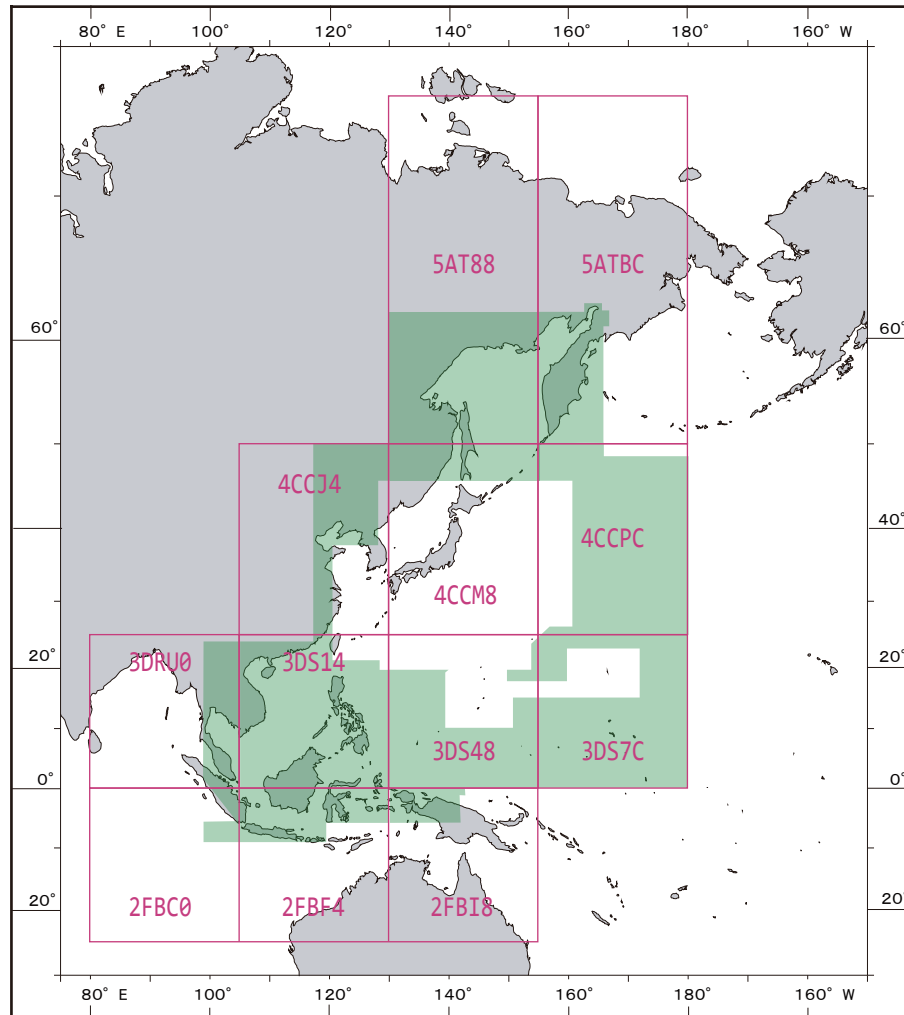 80° E 100° 120° 140° 160° 180° 160° W
5AT88 5ATBC
60° 60°
4CCJ4
40° 4CCPC 40°
4CCM8
20° 3DRU0 3DS14 20°
3DS48 3DS7C
0° 0°
20° 2FBC0 2FBF4 2FBI8 20°
80° E 100° 120° 140° 160° 180° 160° W